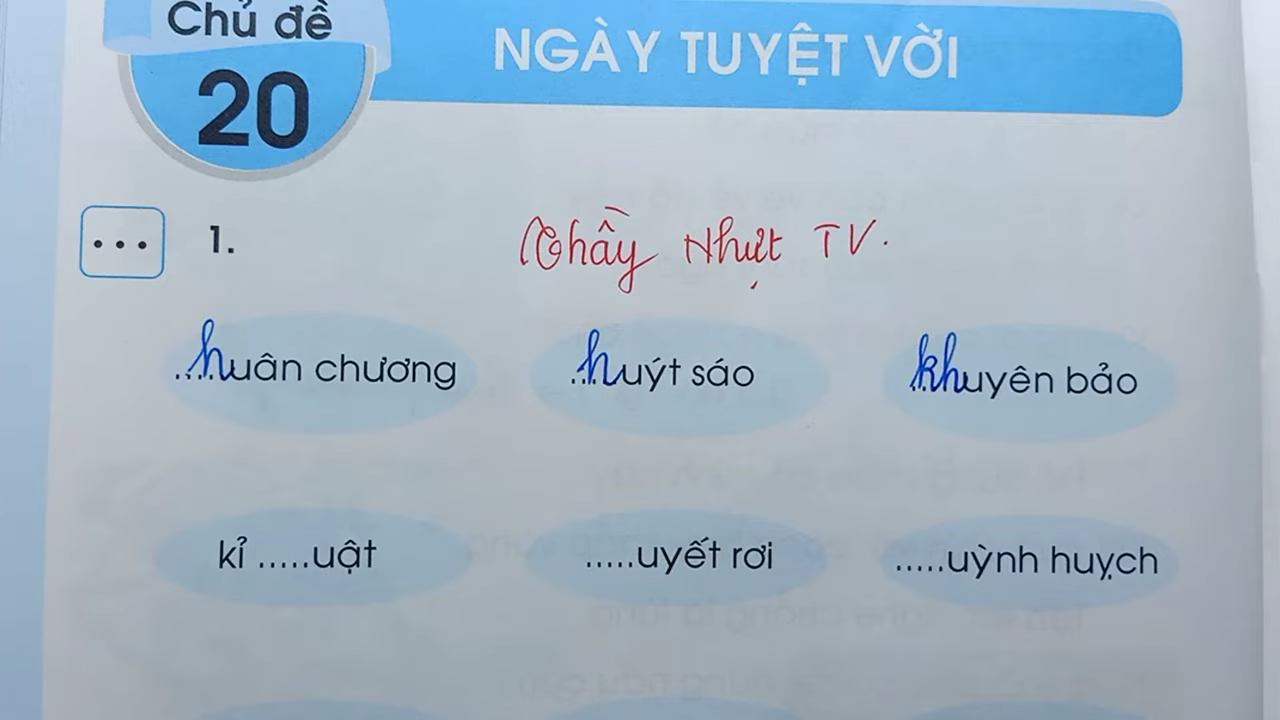 Chủ đề
20
NGÀY TUYỆT VỜI
... 1.
Thầy Nhựt TV.
.....huân chương ....huýt sáo khuyên bảo
kỉ .....uật .....uyết rơi .....uỳnh huỵch